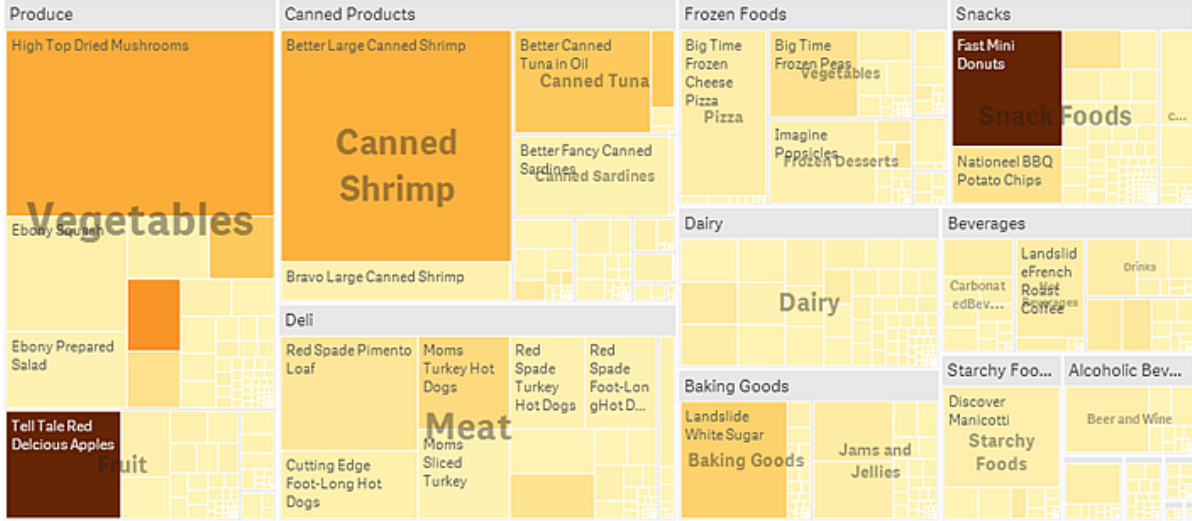 Produce
High Top Dried Mushrooms
Vegetables
Ebony Squash
Ebony Prepared
Salad
Tell Tale Red
Delcious Apples
Fruit
Canned Products
Better Large Canned Shrimp
Canned
Shrimp
Bravo Large Canned Shrimp
Better Canned
Tuna in Oil
Canned Tuna
Better Fancy Canned
Sardines
Canned Sardines
Deli
Red Spade Pimento
Loaf
Cutting Edge
Foot-Long Hot
Dogs
Moms
Turkey Hot
Dogs
Meat
Moms
Sliced
Turkey
Red
Spade
Turkey
Hot Dogs
Red
Spade
Foot-Lon
gHot D...
Frozen Foods
Big Time
Frozen
Cheese
Pizza
Pizza
Big Time
Frozen Peas
Vegetables
Imagine
Popsicles
Frozen Desserts
Dairy
Dairy
Baking Goods
Landslide
White Sugar
Baking Goods
Jams and
Jellies
Snacks
Fast Mini
Donuts
Snack Foods
Nationeel BBQ
Potato Chips
C...
Beverages
Carbonat
edBev...
Landslid
eFrench
Roast
Coffee
Hot
Beverages
Drinks
Starchy Foo...
Discover
Manicotti
Starchy
Foods
Alcoholic Bev...
Beer and Wine